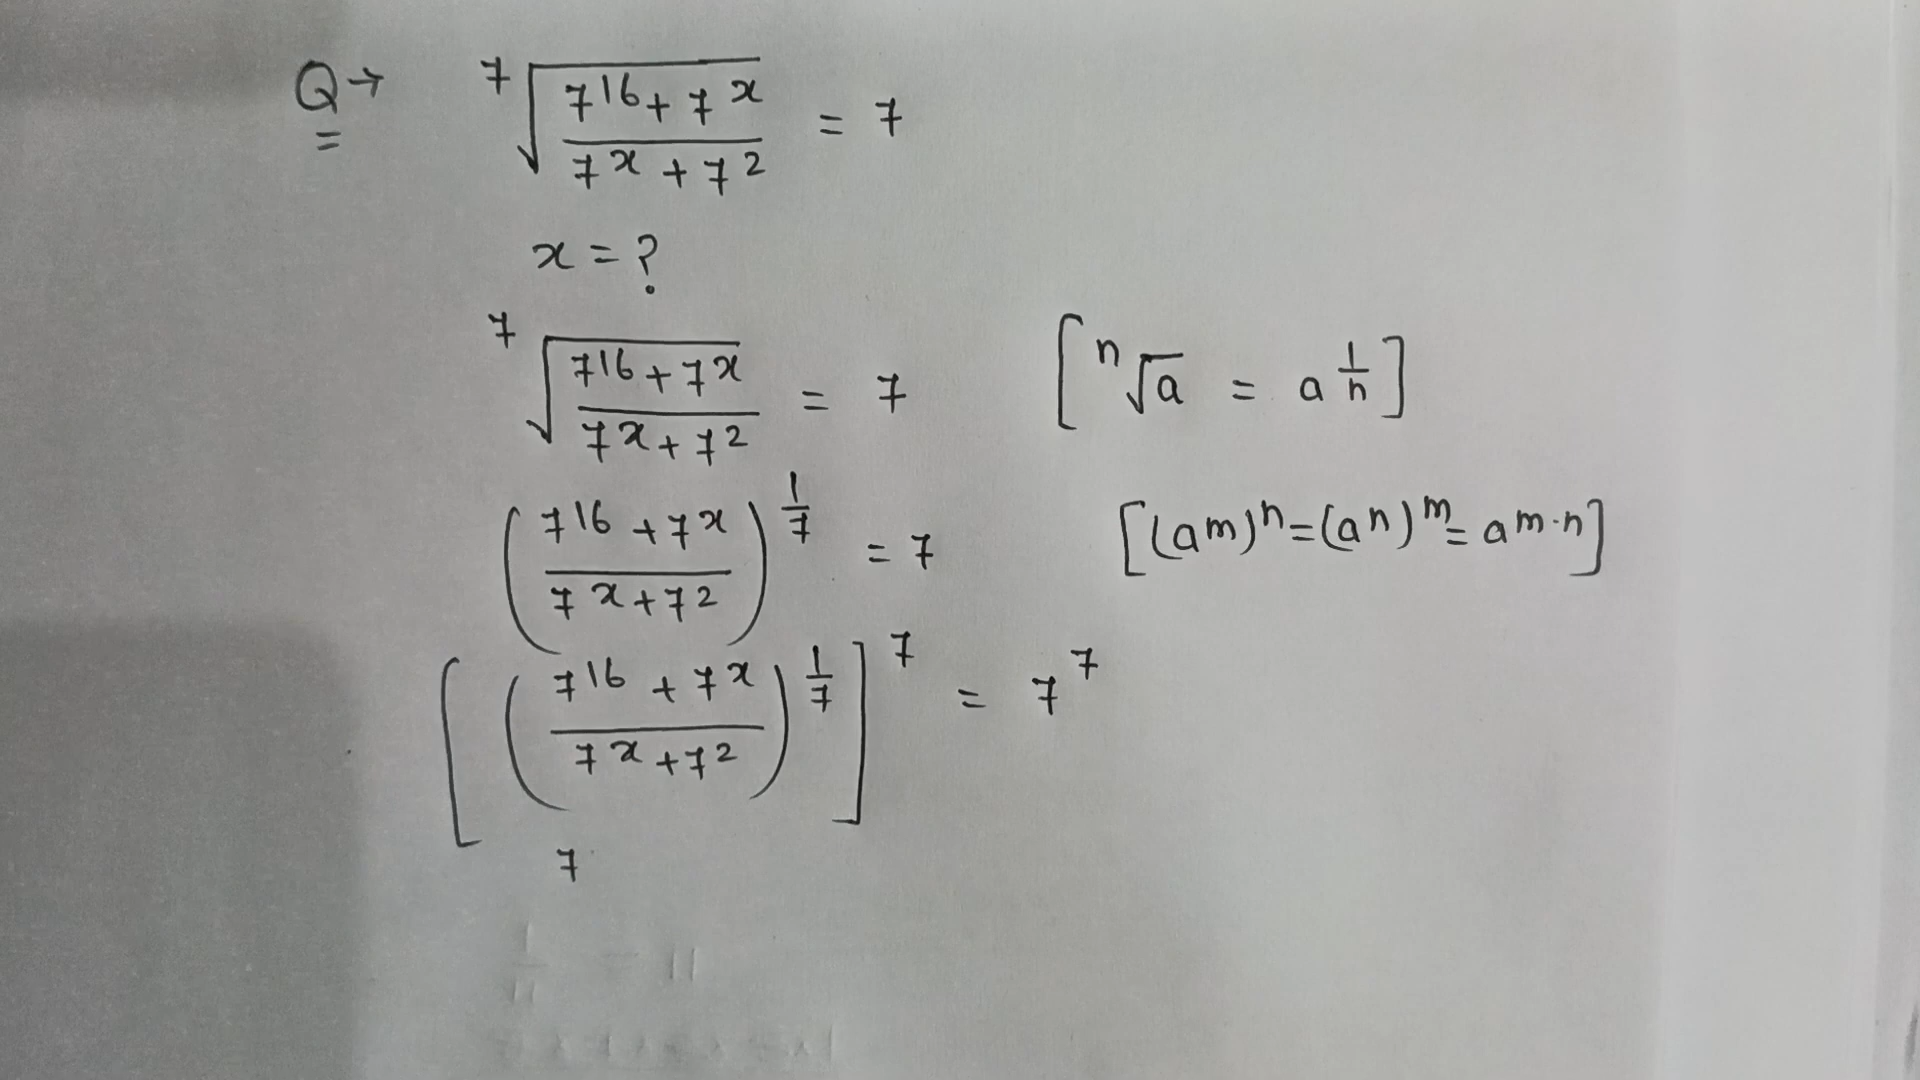 Q→ ⁷√((7^16 + 7^x)/(7^x + 7^2)) = 7
x = ?
⁷√((7^16 + 7^x)/(7^x + 7^2)) = 7 [ⁿ√a = a^(1/n)]
((7^16 + 7^x)/(7^x + 7^2))^(1/7) = 7 [(a^m)^n = (a^n)^m = a^(m·n)]
[((7^16 + 7^x)/(7^x + 7^2))^(1/7)]^7 = 7^7
7